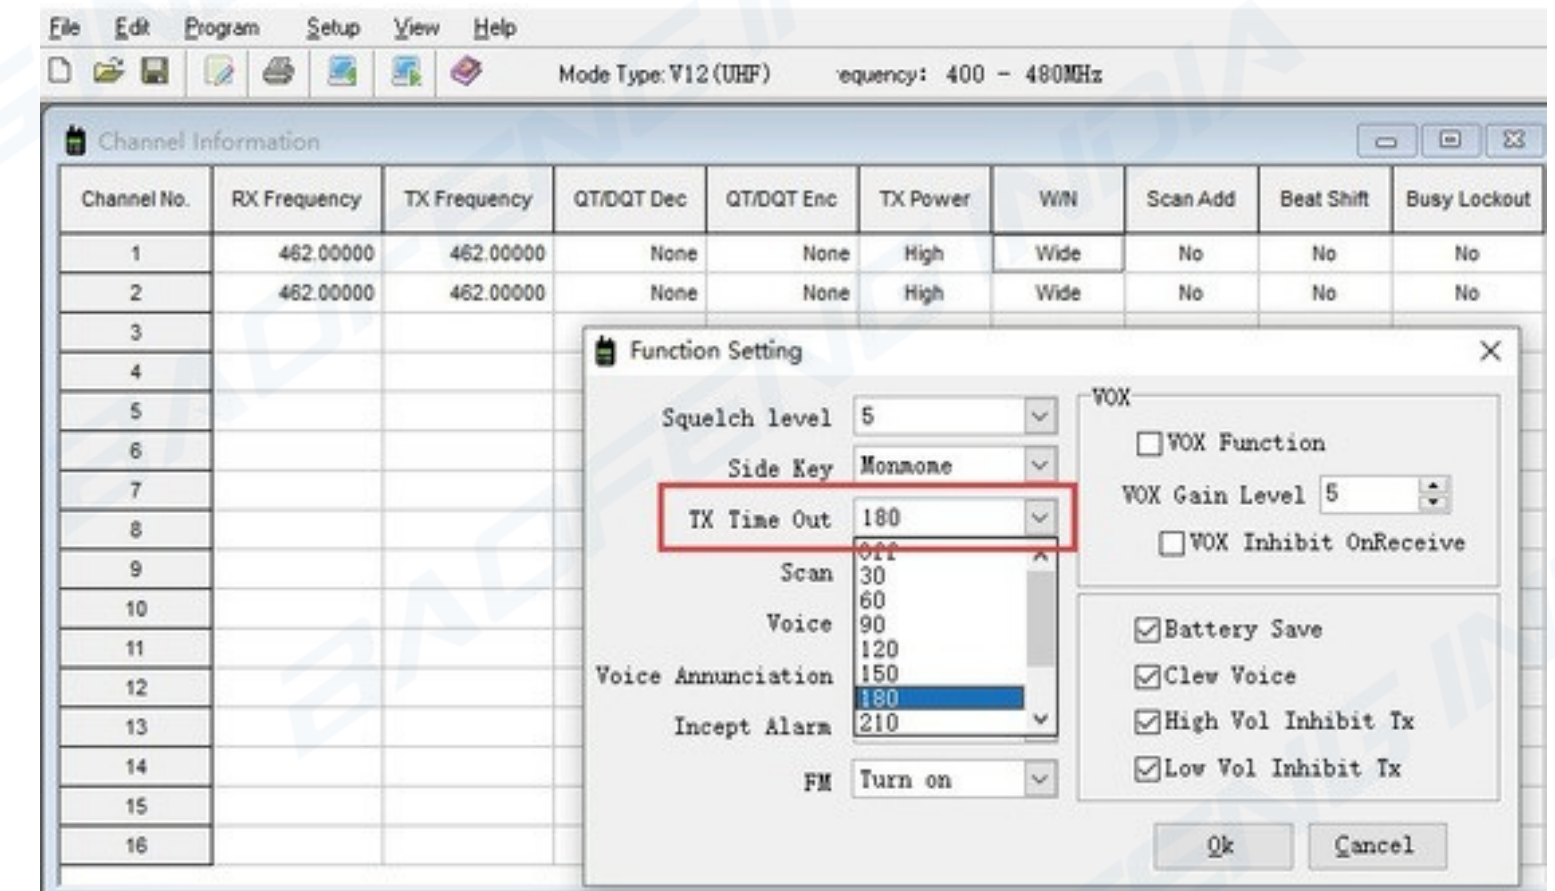 File Edit Program Setup View Help
Mode Type: V12(UHF) equency: 400 - 480MHz
Channel Information
Channel No. RX Frequency TX Frequency QT/DQT Dec QT/DQT Enc TX Power W/N Scan Add Beat Shift Busy Lockout
1 462.00000 462.00000 None None High Wide No No No
2 462.00000 462.00000 None None High Wide No No No
3
4
5
6
7
8
9
10
11
12
13
14
15
16
Function Setting
Squelch level 5
Side Key Monmome
TX Time Out 180
Off
30
60
90
120
150
180
210
Scan
Voice
Voice Annunciation
Incept Alarm
FM Turn on
VOX
VOX Function
VOX Gain Level 5
VOX Inhibit OnReceive
Battery Save
Clew Voice
High Vol Inhibit Tx
Low Vol Inhibit Tx
Ok Cancel
BAOFENG INDIA